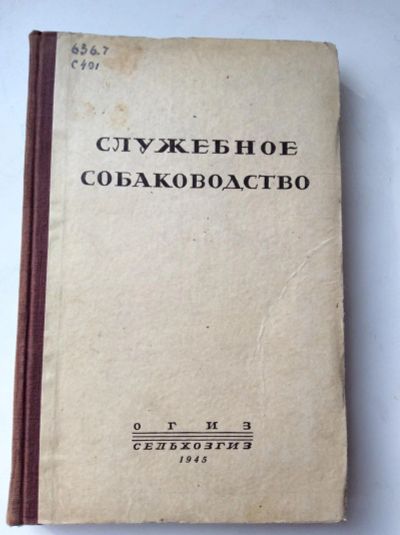 636.7
С401
СЛУЖЕБНОЕ
СОБАКОВОДСТВО
ОГИЗ
СЕЛЬХОЗГИЗ
1945